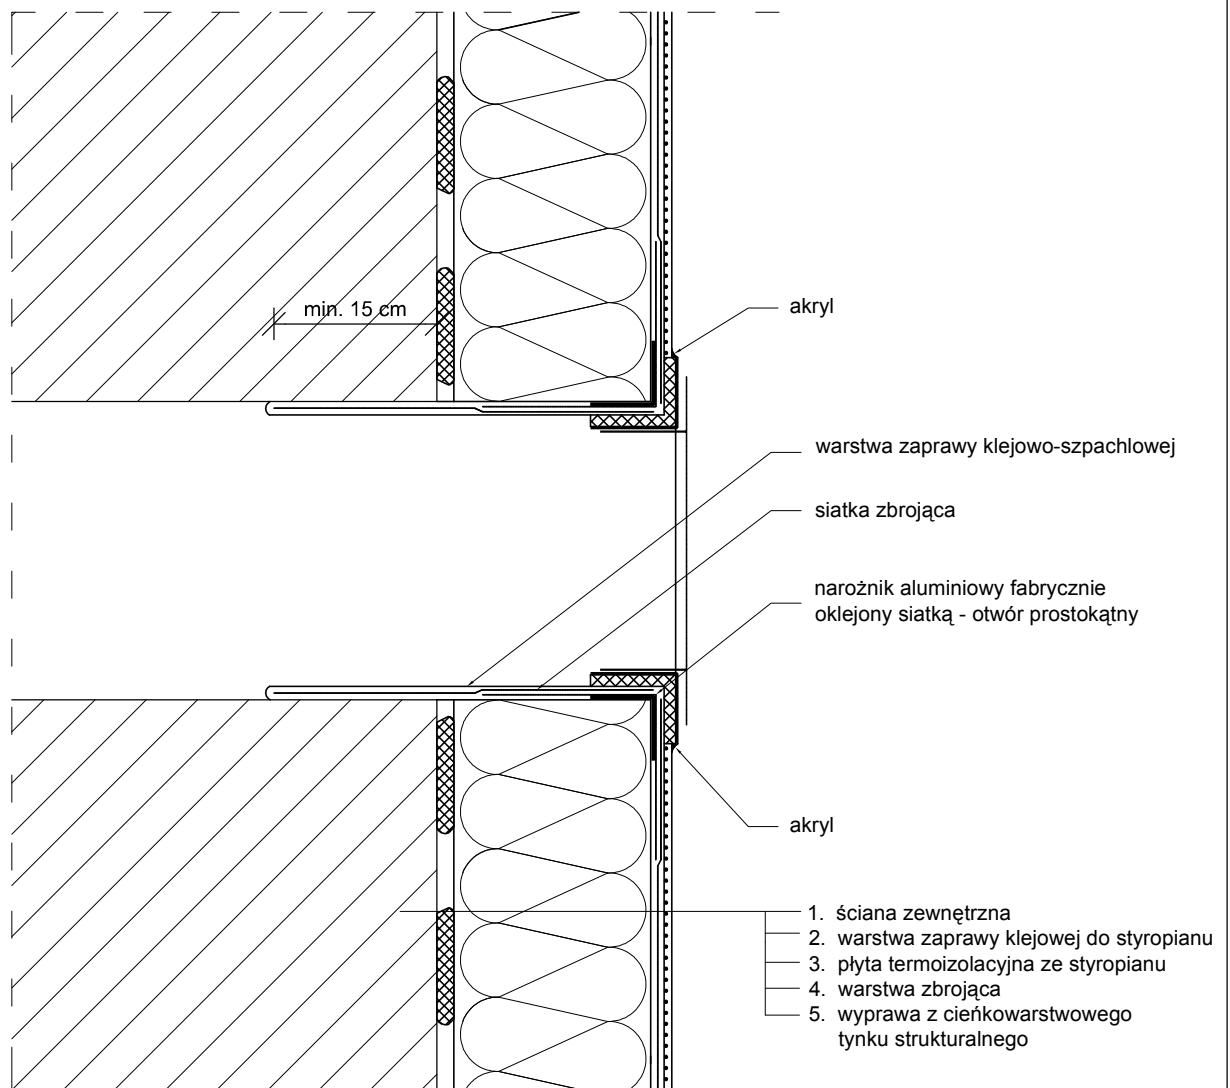 min. 15 cm
akryl
warstwa zaprawy klejowo-szpachlowej
siatka zbrojąca
narożnik aluminiowy fabrycznie
oklejony siatką - otwór prostokątny
akryl
1. ściana zewnętrzna
2. warstwa zaprawy klejowej do styropianu
3. płyta termoizolacyjna ze styropianu
4. warstwa zbrojąca
5. wyprawa z cieńkowarstwowego
tynku strukturalnego